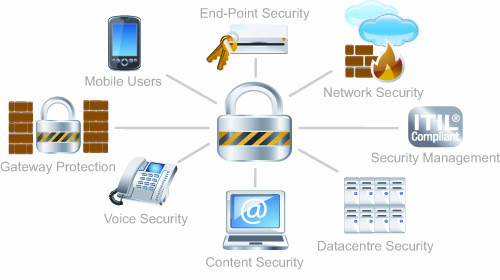 End-Point Security
Mobile Users
Network Security
ITIL®
Compliant
Gateway Protection
Security Management
Voice Security
@
Content Security
Datacentre Security